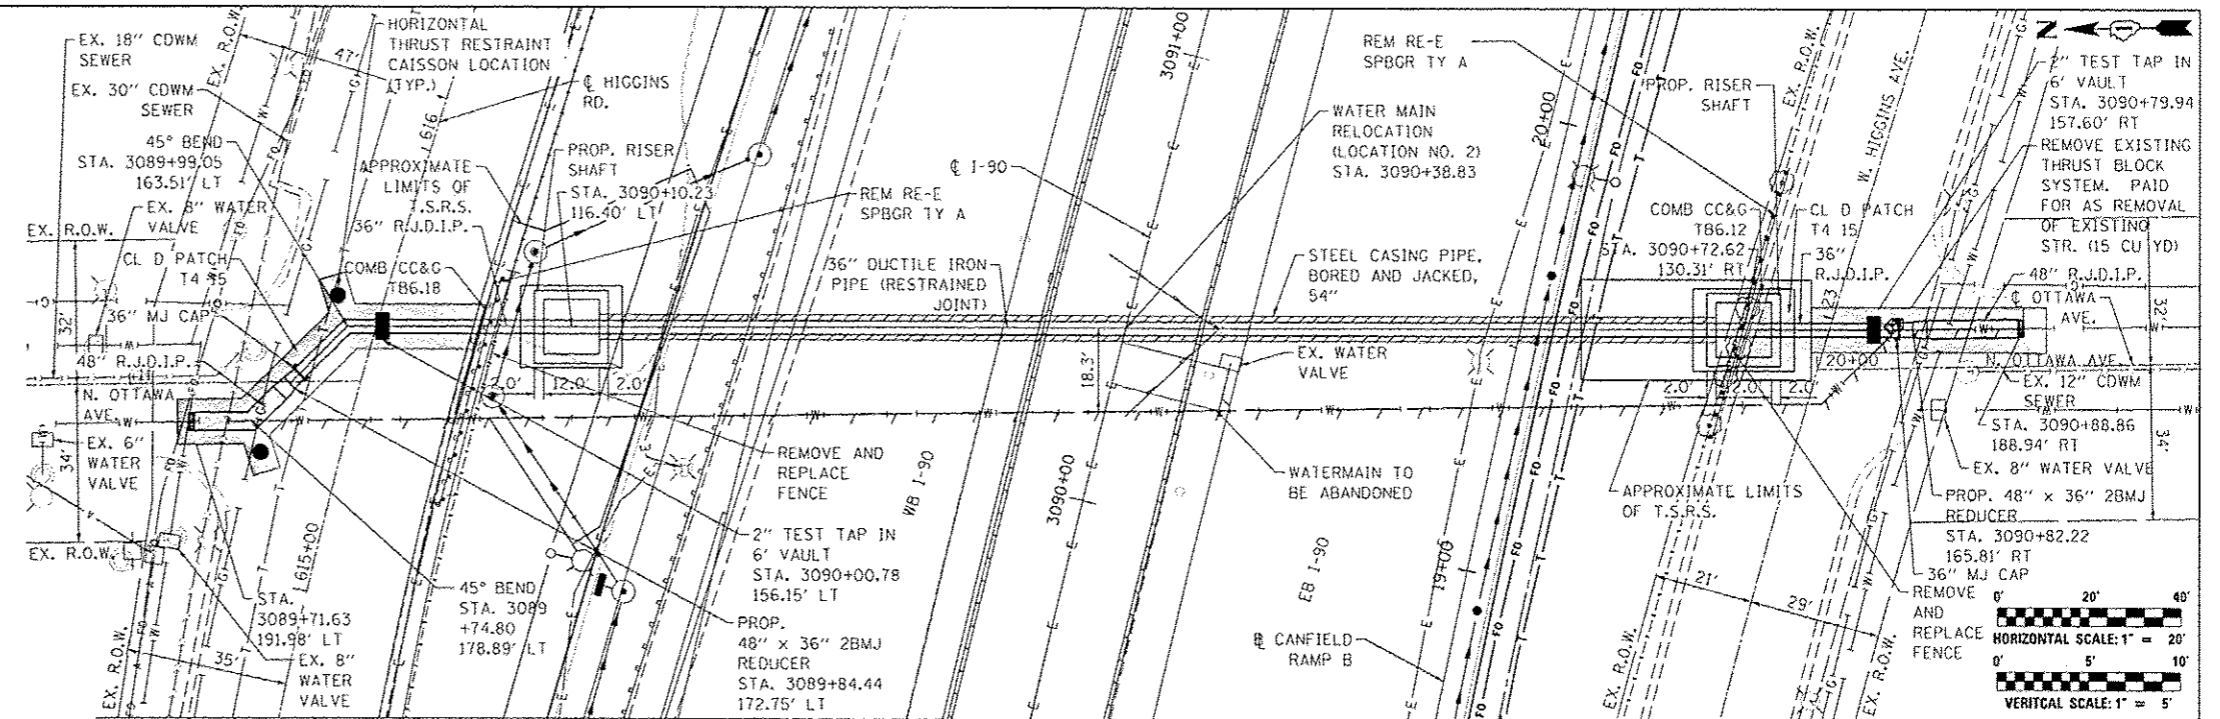 EX. 18" CDWM
SEWER
EX. 30" CDWM
SEWER
45° BEND
STA. 3089+99.05
163.51' LT
EX. 8" WATER
VALVE
EX. R.O.W.
CL D PATCH
T4 15
36" MJ CAP
48" R.J.D.I.P.
N. OTTAWA
AVE.
EX. 6"
WATER
VALVE
32'
34'
EX. R.O.W.
EX. R.O.W.
47'
HORIZONTAL
THRUST RESTRAINT
CAISSON LOCATION
(TYP.)
616
℄ HIGGINS
RD.
APPROXIMATE
LIMITS OF
T.S.R.S.
36" R.J.D.I.P.
COMB CC&G
TB6.18
PROP. RISER
SHAFT
STA. 3090+10.23
116.40' LT
REM RE-E
SPBGR TY A
36" DUCTILE IRON
PIPE (RESTRAINED
JOINT)
℄ I-90
3091+00
WATER MAIN
RELOCATION
(LOCATION NO. 2)
STA. 3090+38.83
STEEL CASING PIPE,
BORED AND JACKED,
54"
REM RE-E
SPBGR TY A
20+00
PROP. RISER
SHAFT
EX. R.O.W.
W. HIGGINS AVE.
COMB CC&G
TB6.12
STA. 3090+72.62
130.31' RT
CL D PATCH
T4 15
36"
R.J.D.I.P.
N
2" TEST TAP IN
6' VAULT
STA. 3090+79.94
157.60' RT
REMOVE EXISTING
THRUST BLOCK
SYSTEM. PAID
FOR AS REMOVAL
OF EXISTING
STR. (15 CU YD)
48" R.J.D.I.P.
℄ OTTAWA
AVE.
32'
20+00
N. OTTAWA AVE.
EX. 12" CDWM
SEWER
STA. 3090+88.86
188.94' RT
34'
EX. 8" WATER VALVE
PROP. 48" x 36" 2BMJ
REDUCER
STA. 3090+82.22
165.81' RT
36" MJ CAP
REMOVE
AND
REPLACE
FENCE
2.0' 12.0' 2.0'
18.3'
EX. WATER
VALVE
2.0' 2.0'
REMOVE AND
REPLACE
FENCE
WB I-90
3090+00
WATERMAIN TO
BE ABANDONED
EB I-90
19+00
APPROXIMATE LIMITS
OF T.S.R.S.
615+00
STA.
3089+71.63
191.98' LT
EX. 8"
WATER
VALVE
35'
EX. R.O.W.
45° BEND
STA. 3089
+74.80
178.89' LT
2" TEST TAP IN
6' VAULT
STA. 3090+00.78
156.15' LT
PROP.
48" x 36" 2BMJ
REDUCER
STA. 3089+84.44
172.75' LT
CANFIELD
RAMP B
21'
29'
EX. R.O.W.
EX. R.O.W.
0' 20' 40'
HORIZONTAL SCALE: 1" = 20'
0' 5' 10'
VERITCAL SCALE: 1" = 5'